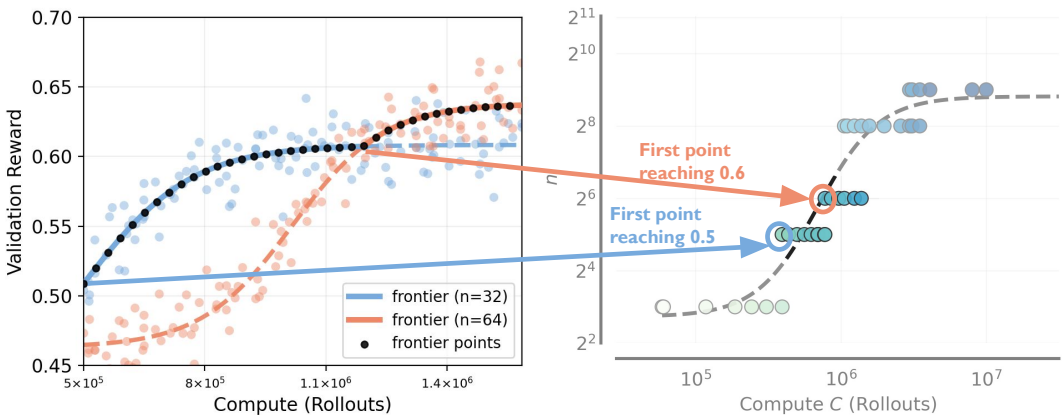 0.70
0.65
0.60
0.55
0.50
0.45
Validation Reward
5×10⁵
8×10⁵
1.1×10⁶
1.4×10⁶
Compute (Rollouts)
frontier (n=32)
frontier (n=64)
frontier points
2¹¹
2¹⁰
2⁸
2⁶
2⁴
2²
n
First point
reaching 0.6
First point
reaching 0.5
10⁵
10⁶
10⁷
Compute C (Rollouts)